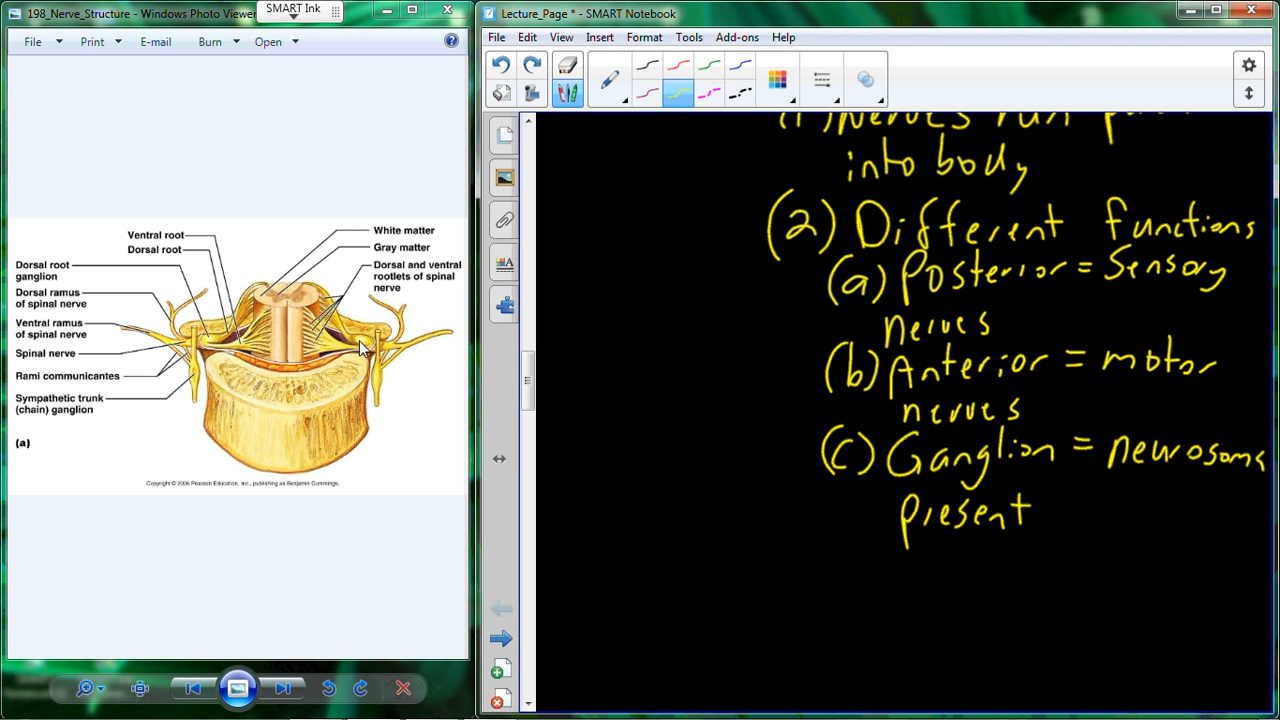 198_Nerve_Structure - Windows Photo Viewer
SMART Ink
File Print E-mail Burn Open
Ventral root
Dorsal root
Dorsal root
ganglion
Dorsal ramus
of spinal nerve
Ventral ramus
of spinal nerve
Spinal nerve
Rami communicantes
Sympathetic trunk
(chain) ganglion
White matter
Gray matter
Dorsal and ventral
rootlets of spinal
nerve
(a)
Copyright © 2006 Pearson Education, Inc., publishing as Benjamin Cummings.
Lecture_Page * - SMART Notebook
File Edit View Insert Format Tools Add-ons Help
(1) Nerves run
into body
(2) Different functions
(a) Posterior = Sensory
nerves
(b) Anterior = motor
nerves
(c) Ganglion = neurosoma
present